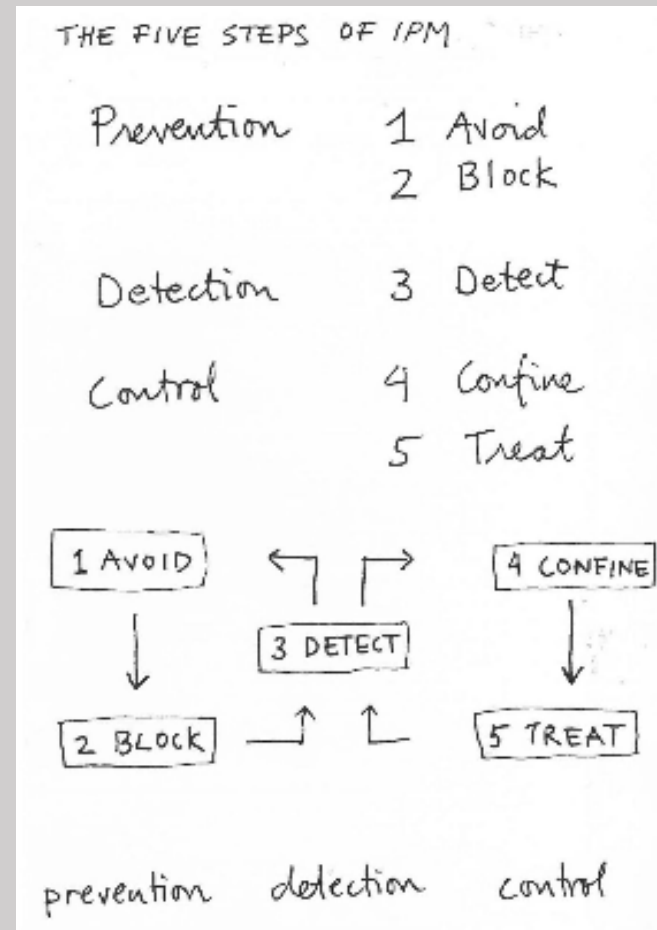 THE FIVE STEPS OF IPM
Prevention 1 Avoid
2 Block
Detection 3 Detect
Control 4 Confine
5 Treat
1 AVOID 4 CONFINE
3 DETECT
2 BLOCK 5 TREAT
prevention detection control